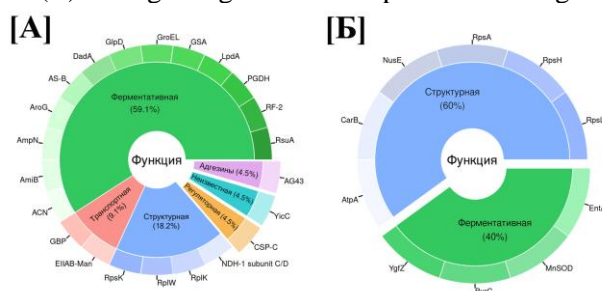 [А]
GroEL
GlpD
GSA
DadA
LpdA
AS-B
PGDH
AroG
RF-2
AmpN
RsuA
AmiB
ACN
GBP
EIIAB-Man
RpsK
RplW
RplK
NDH-1 subunit C/D
CSP-C
YicC
AG43
Ферментативная
(59.1%)
Функция
Адгезины (4.5%)
Неизвестная (4.5%)
Регуляторная (4.5%)
Транспортная
(9.1%)
Структурная
(18.2%)
[Б]
RpsA
NusE
RpsH
CarB
AtpA
YgfZ
MnSOD
Структурная
(60%)
Функция
Ферментативная
(40%)